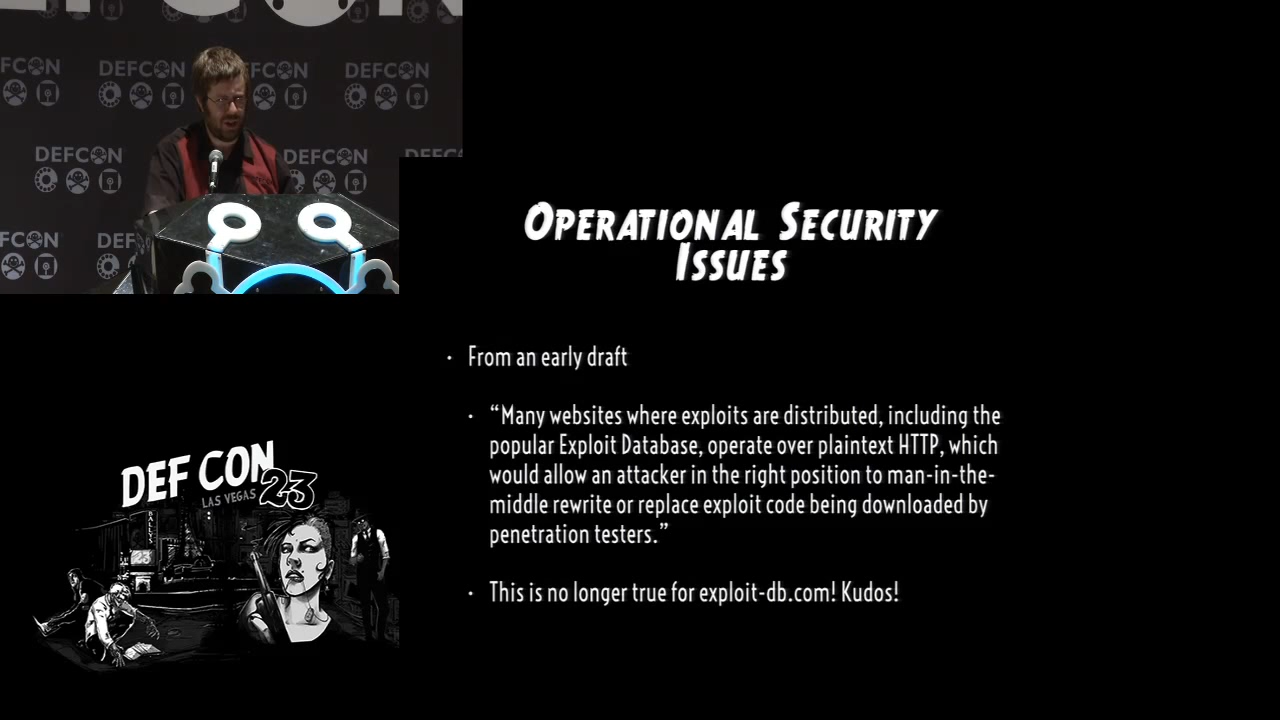 DEFCON
DEFCON
DEFCON
DEFCON
DEFCON
OPERATIONAL SECURITY
ISSUES
• From an early draft
• “Many websites where exploits are distributed, including the
popular Exploit Database, operate over plaintext HTTP, which
would allow an attacker in the right position to man-in-the-
middle rewrite or replace exploit code being downloaded by
penetration testers.”
• This is no longer true for exploit-db.com! Kudos!
DEF CON
LAS VEGAS 23
BALLYS
23